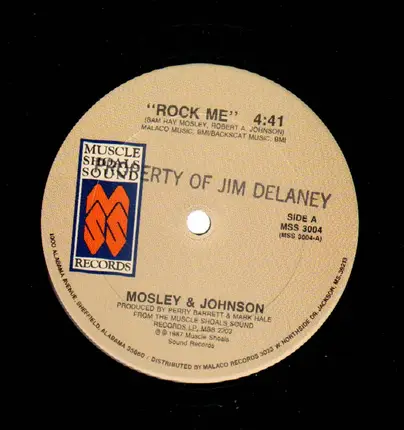 "ROCK ME" 4:41
(SAM HAY MOSLEY, ROBERT A. JOHNSON)
MALACO MUSIC, BMI/BACKSCAT MUSIC, BMI
MUSCLE
SHOALS
SOUND
RECORDS
PROPERTY OF JIM DELANEY
SIDE A
MSS 3004
(MSS 3004-A)
MOSLEY & JOHNSON
PRODUCED BY PERRY BARRETT & MARK HALE
FROM THE MUSCLE SHOALS SOUND
RECORDS LP, MSS 2202
℗ © 1987 Muscle Shoals
Sound Records
1000 ALABAMA AVENUE, SHEFFIELD, ALABAMA 35660 / DISTRIBUTED BY MALACO RECORDS 3023 W. NORTHSIDE DR, JACKSON, MS. 39213